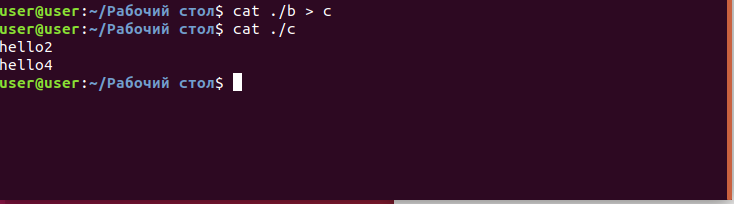 user@user:~/Рабочий стол$ cat ./b > c
user@user:~/Рабочий стол$ cat ./c
hello2
hello4
user@user:~/Рабочий стол$